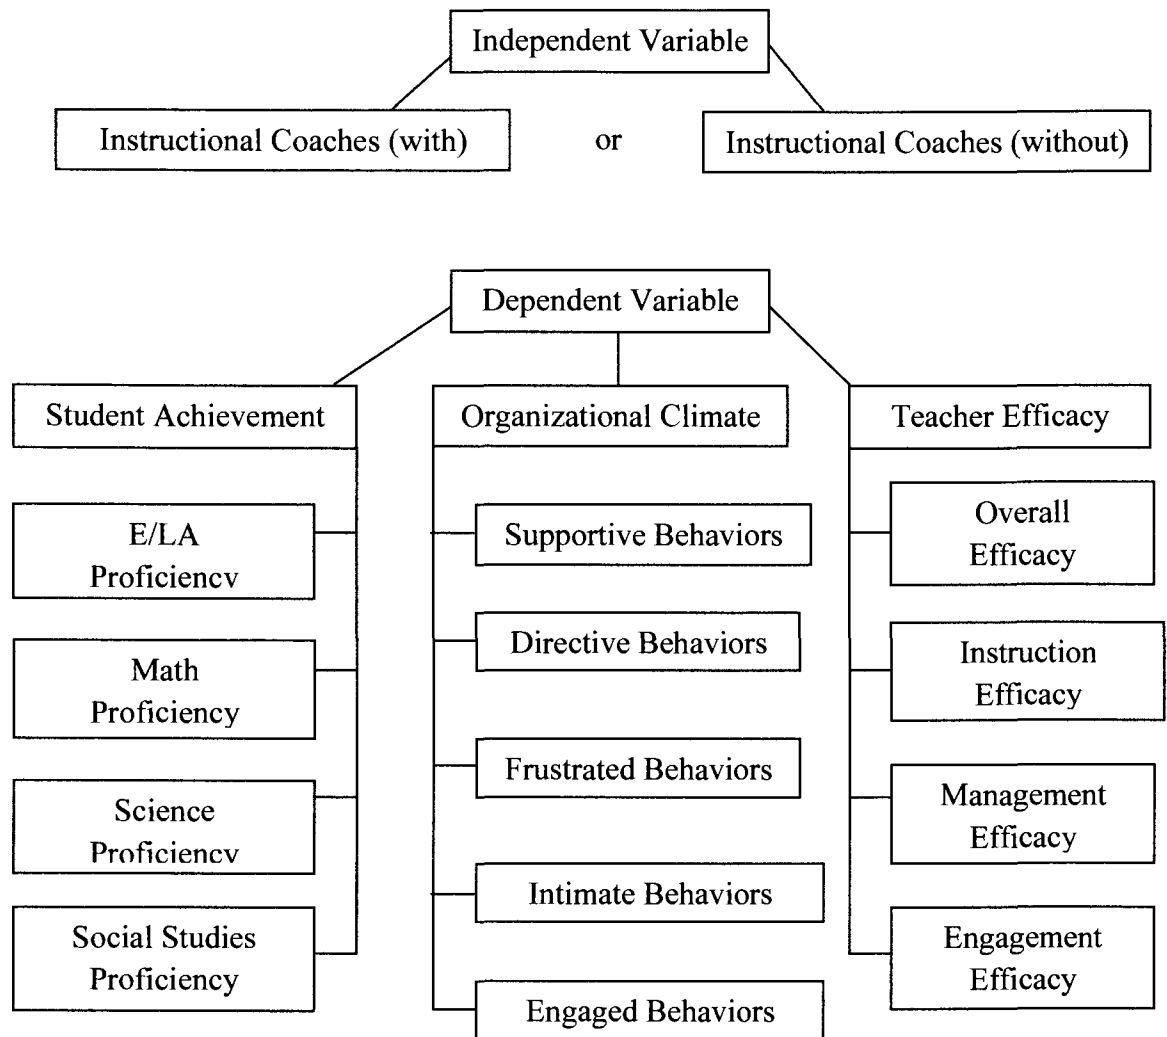 Independent Variable
Instructional Coaches (with)
or
Instructional Coaches (without)
Dependent Variable
Student Achievement
E/LA
Proficiency
Math
Proficiency
Science
Proficiency
Social Studies
Proficiency
Organizational Climate
Supportive Behaviors
Directive Behaviors
Frustrated Behaviors
Intimate Behaviors
Engaged Behaviors
Teacher Efficacy
Overall
Efficacy
Instruction
Efficacy
Management
Efficacy
Engagement
Efficacy